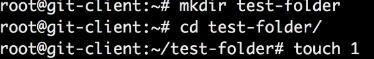 root@git-client:~# mkdir test-folder
root@git-client:~# cd test-folder/
root@git-client:~/test-folder# touch 1